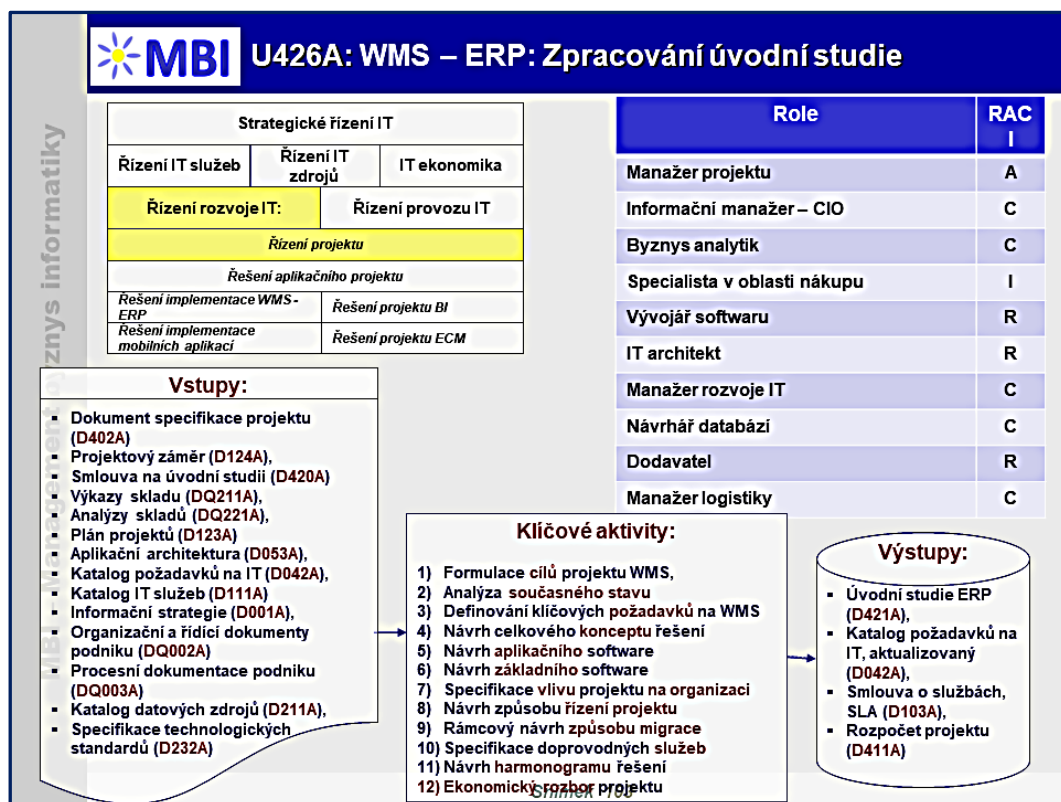 MBI
U426A: WMS – ERP: Zpracování úvodní studie
MBI - Management byznys informatiky
Strategické řízení IT
Řízení IT služeb
Řízení IT
zdrojů
IT ekonomika
Řízení rozvoje IT:
Řízení provozu IT
Řízení projektu
Řešení aplikačního projektu
Řešení implementace WMS -
ERP
Řešení projektu BI
Řešení implementace
mobilních aplikací
Řešení projektu ECM
Role RAC
I
Manažer projektu A
Informační manažer – CIO C
Byznys analytik C
Specialista v oblasti nákupu I
Vývojář softwaru R
IT architekt R
Manažer rozvoje IT C
Návrhář databází C
Dodavatel R
Manažer logistiky C
Vstupy:
▪ Dokument specifikace projektu
(D402A)
▪ Projektový záměr (D124A),
▪ Smlouva na úvodní studii (D420A)
▪ Výkazy skladu (DQ211A),
▪ Analýzy skladů (DQ221A),
▪ Plán projektů (D123A)
▪ Aplikační architektura (D053A),
▪ Katalog požadavků na IT (D042A),
▪ Katalog IT služeb (D111A)
▪ Informační strategie (D001A),
▪ Organizační a řídící dokumenty
podniku (DQ002A)
▪ Procesní dokumentace podniku
(DQ003A)
▪ Katalog datových zdrojů (D211A),
▪ Specifikace technologických
standardů (D232A)
Klíčové aktivity:
1) Formulace cílů projektu WMS,
2) Analýza současného stavu
3) Definování klíčových požadavků na WMS
4) Návrh celkového konceptu řešení
5) Návrh aplikačního software
6) Návrh základního software
7) Specifikace vlivu projektu na organizaci
8) Návrh způsobu řízení projektu
9) Rámcový návrh způsobu migrace
10) Specifikace doprovodných služeb
11) Návrh harmonogramu řešení
12) Ekonomický rozbor projektu
Výstupy:
▪ Úvodní studie ERP
(D421A),
▪ Katalog požadavků na
IT, aktualizovaný
(D042A),
▪ Smlouva o službách,
SLA (D103A),
▪ Rozpočet projektu
(D411A)
Snímek